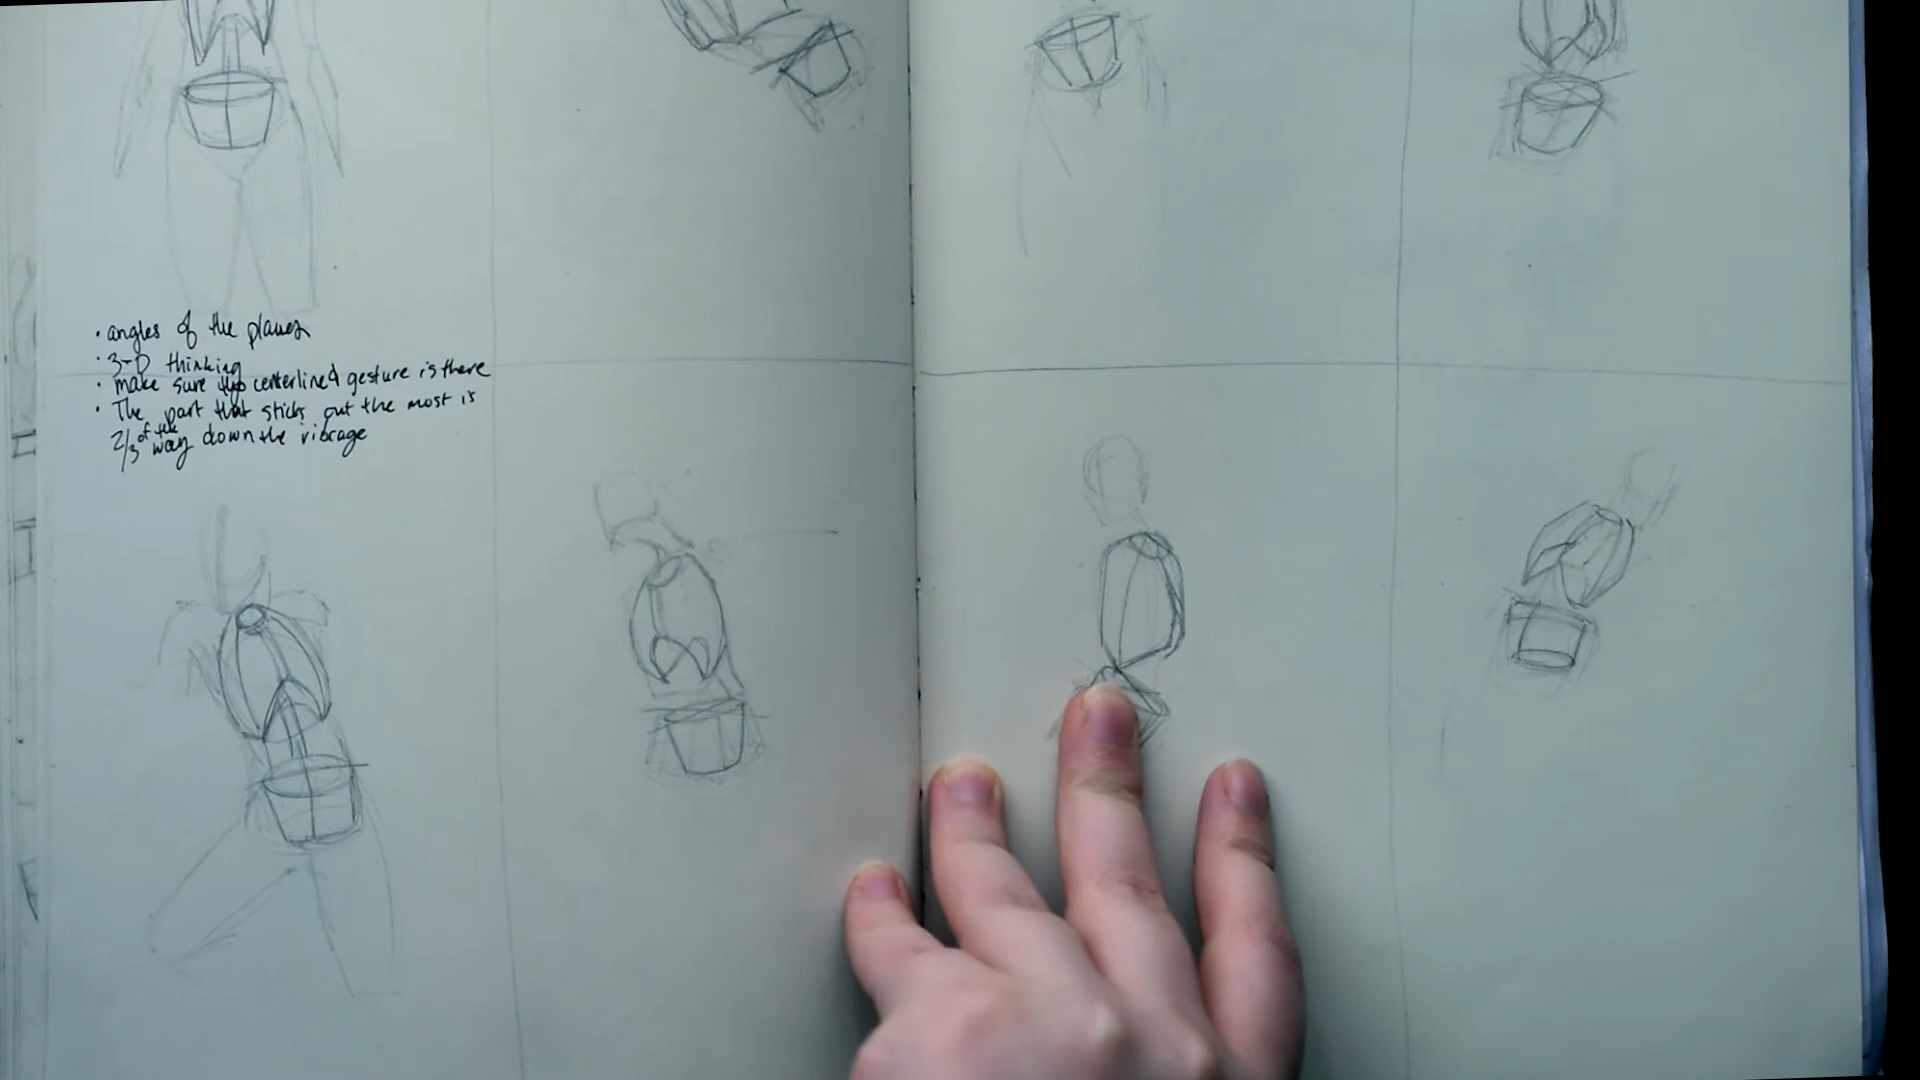 • angles of the planes
• 3-D thinking
• make sure the centerline & gesture is there
• The part that sticks out the most is
2/3 of the way down the ribcage